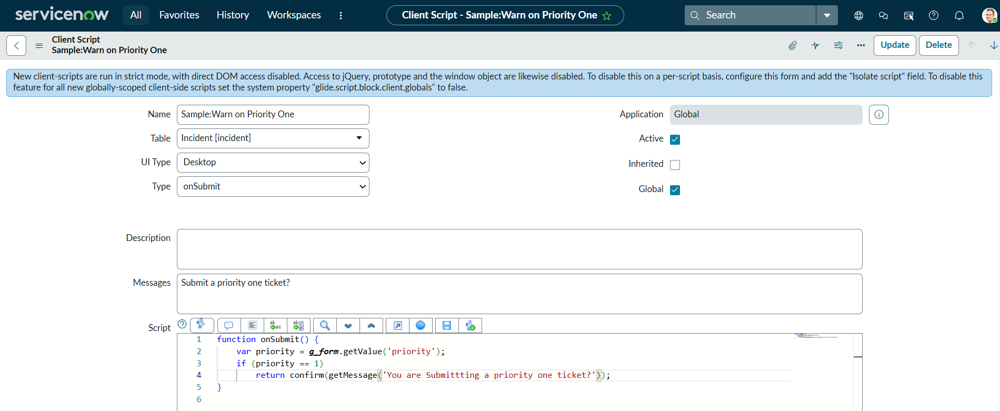 servicenow All Favorites History Workspaces Client Script - Sample:Warn on Priority One Search
Client Script
Sample:Warn on Priority One
Update Delete
New client-scripts are run in strict mode, with direct DOM access disabled. Access to jQuery, prototype and the window object are likewise disabled. To disable this on a per-script basis, configure this form and add the "Isolate script" field. To disable this
feature for all new globally-scoped client-side scripts set the system property "glide.script.block.client.globals" to false.
Name Sample:Warn on Priority One Application Global
Table Incident [incident] Active
UI Type Desktop Inherited
Type onSubmit Global
Description
Messages Submit a priority one ticket?
Script
1 function onSubmit() {
2 var priority = g_form.getValue('priority');
3 if (priority == 1)
4 return confirm(getMessage('You are Submittting a priority one ticket?'));
5 }
6